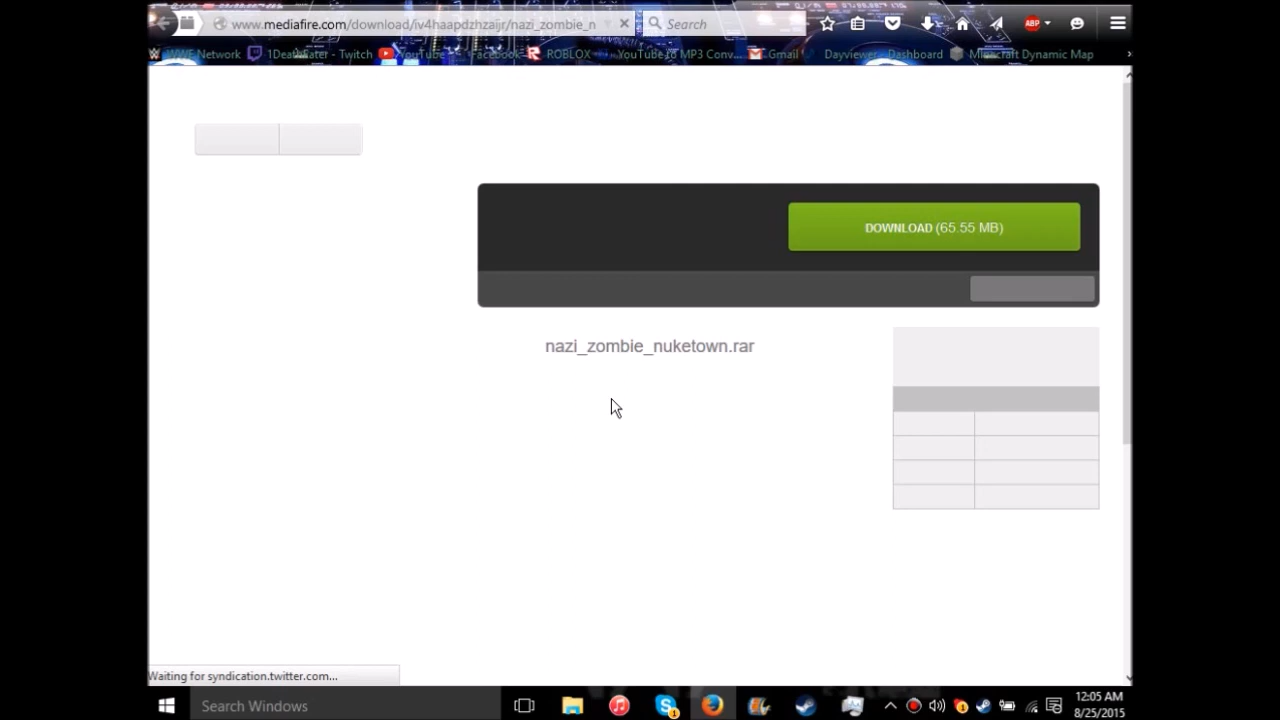 www.mediafire.com/download/iv4haapdzhzaijr/nazi_zombie_n
Search
ABP
WWE Network
1DeathEater - Twitch
YouTube
Facebook
ROBLOX
YouTube to MP3 Conv...
Gmail
Dayviewer - Dashboard
Minecraft Dynamic Map
DOWNLOAD (65.55 MB)
nazi_zombie_nuketown.rar
Waiting for syndication.twitter.com...
Search Windows
12:05 AM
8/25/2015